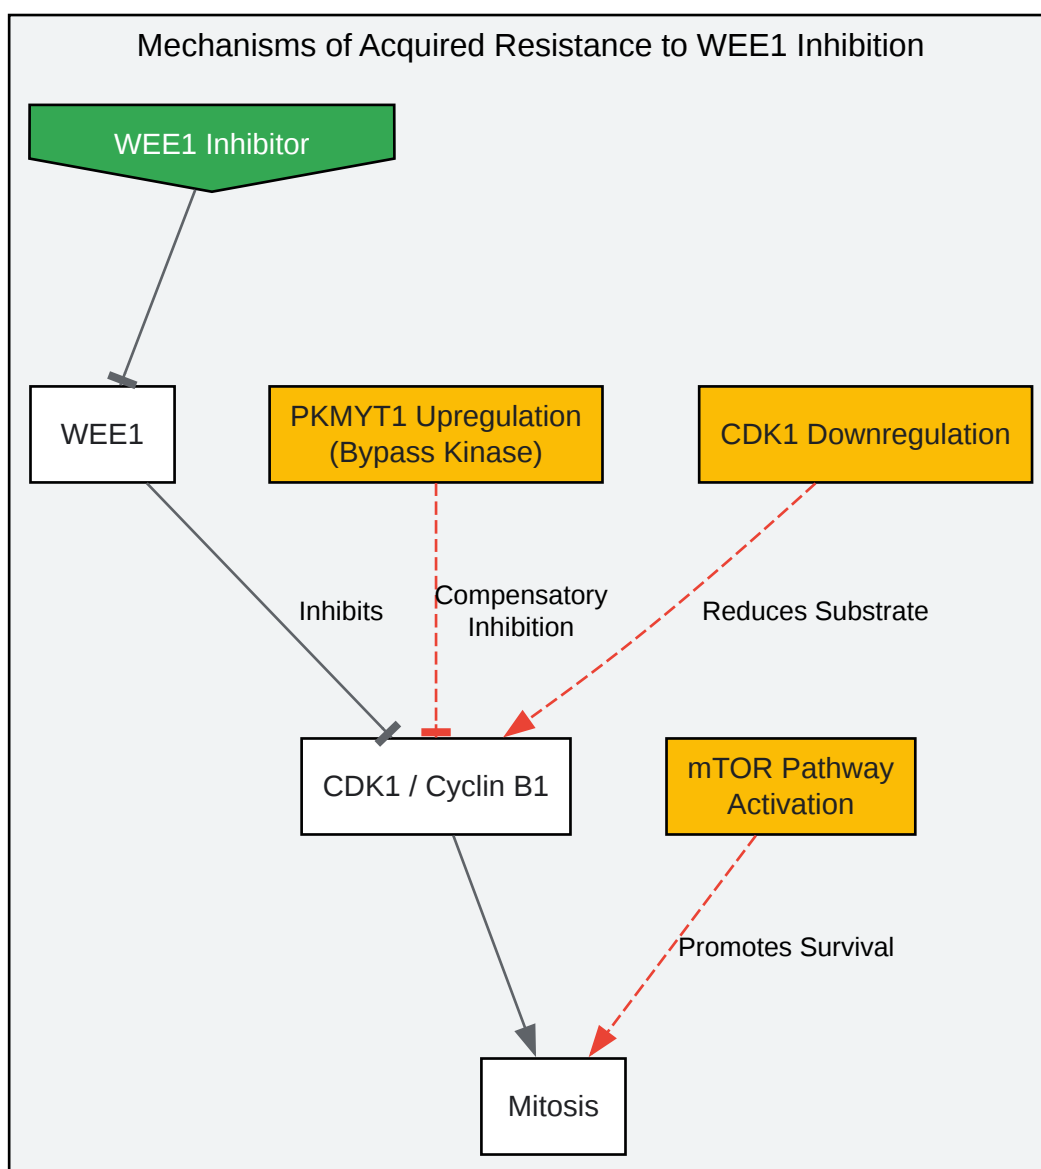 Mechanisms of Acquired Resistance to WEE1 Inhibition
WEE1 Inhibitor
WEE1
PKMYT1 Upregulation
(Bypass Kinase)
CDK1 Downregulation
Inhibits
Compensatory
Inhibition
Reduces Substrate
CDK1 / Cyclin B1
mTOR Pathway
Activation
Promotes Survival
Mitosis